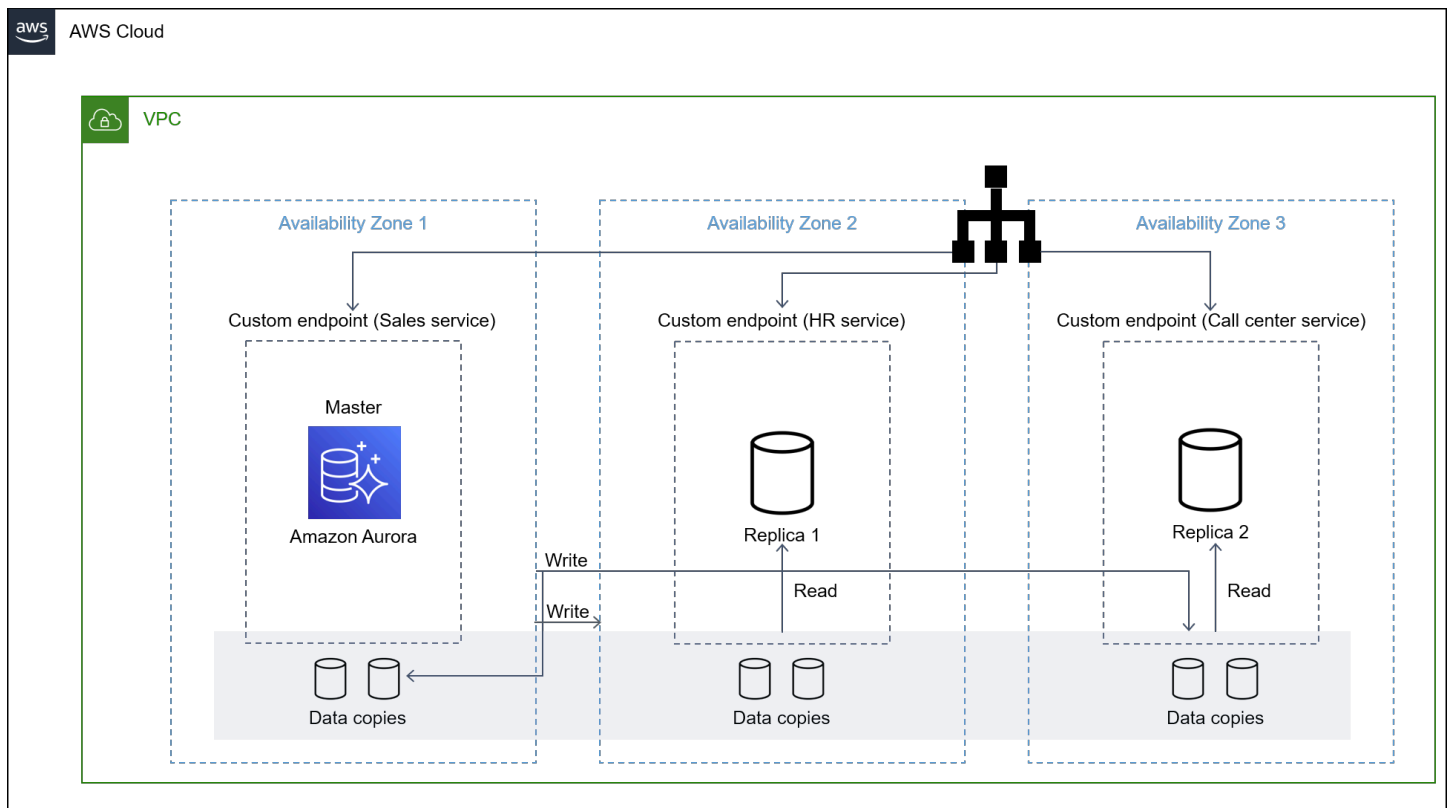 aws
AWS Cloud
VPC
Availability Zone 1
Availability Zone 2
Availability Zone 3
Custom endpoint (Sales service)
Custom endpoint (HR service)
Custom endpoint (Call center service)
Master
Amazon Aurora
Replica 1
Replica 2
Write
Read
Read
Write
Data copies
Data copies
Data copies